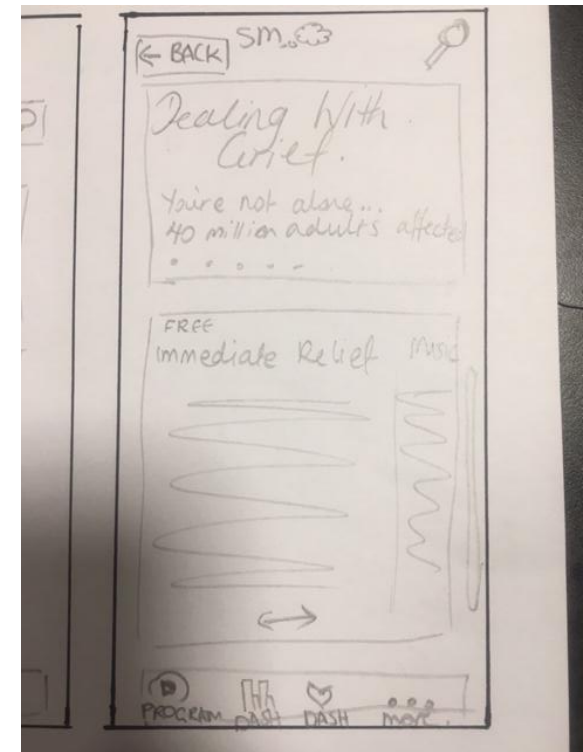 ← BACK
SM
Dealing With
Grief.
You're not alone...
40 million adults affected
FREE
Immediate Relief Music
PROGRAM DASH DASH more